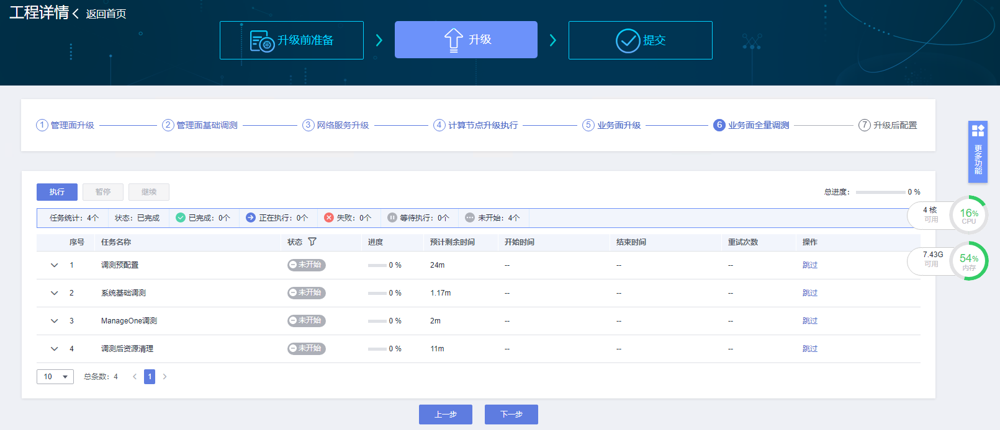 工程详情 返回首页
升级前准备 升级 提交
1 管理面升级 2 管理面基础调测 3 网络服务升级 4 计算节点升级执行 5 业务面升级 6 业务面全量调测 7 升级后配置
更多功能
执行 暂停 继续 总进度： 0 %
任务统计：4个 状态：已完成 已完成：0个 正在执行：0个 失败：0个 等待执行：0个 未开始：4个
4 核
可用
16%
CPU
序号 任务名称 状态 进度 预计剩余时间 开始时间 结束时间 重试次数 操作
7.43G
可用
54%
内存
1 调测预配置 未开始 0 % 24m -- -- -- 跳过
2 系统基础调测 未开始 0 % 1.17m -- -- -- 跳过
3 ManageOne调测 未开始 0 % 2m -- -- -- 跳过
4 调测后资源清理 未开始 0 % 11m -- -- -- 跳过
10 总条数：4 < 1 >
上一步 下一步